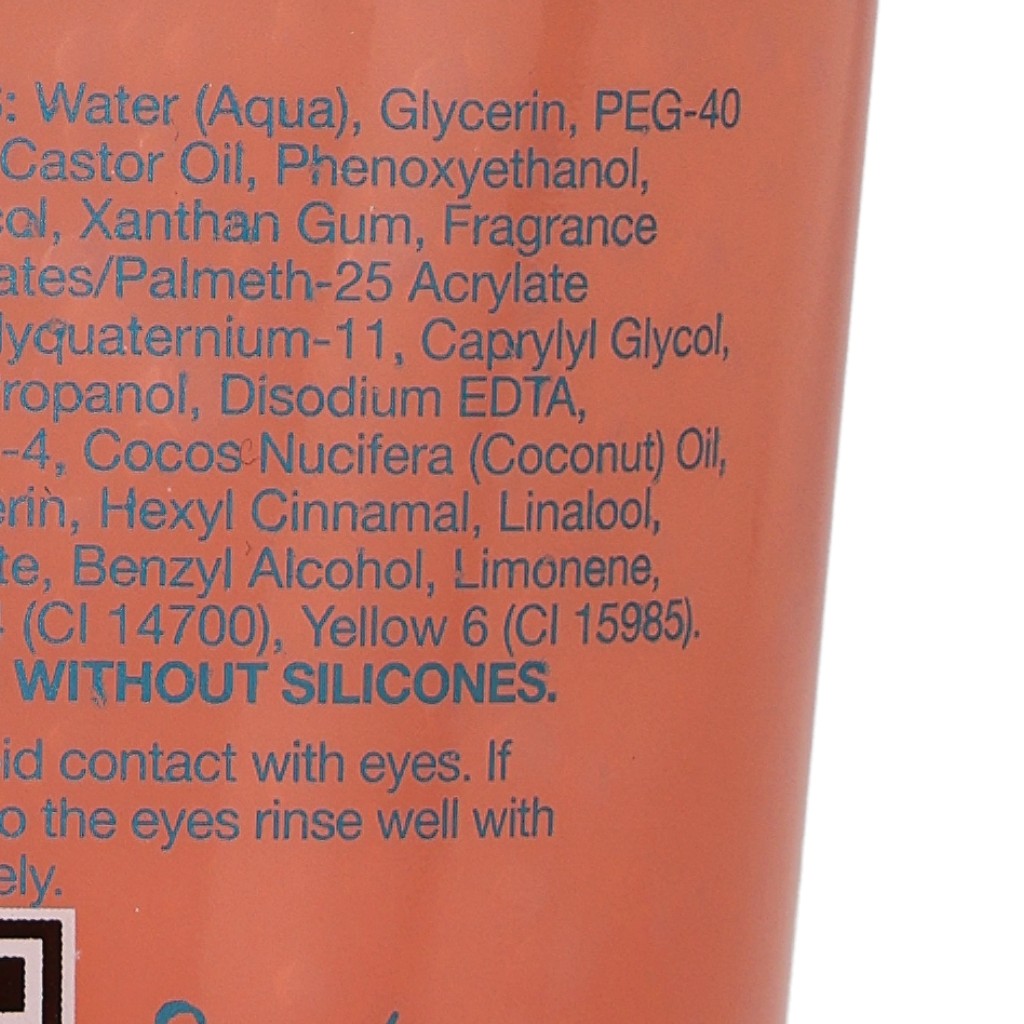 : Water (Aqua), Glycerin, PEG-40
Castor Oil, Phenoxyethanol,
col, Xanthan Gum, Fragrance
ates/Palmeth-25 Acrylate
lyquaternium-11, Caprylyl Glycol,
ropanol, Disodium EDTA,
-4, Cocos Nucifera (Coconut) Oil,
erin, Hexyl Cinnamal, Linalool,
te, Benzyl Alcohol, Limonene,
4 (CI 14700), Yellow 6 (CI 15985).
WITHOUT SILICONES.
id contact with eyes. If
o the eyes rinse well with
ely.